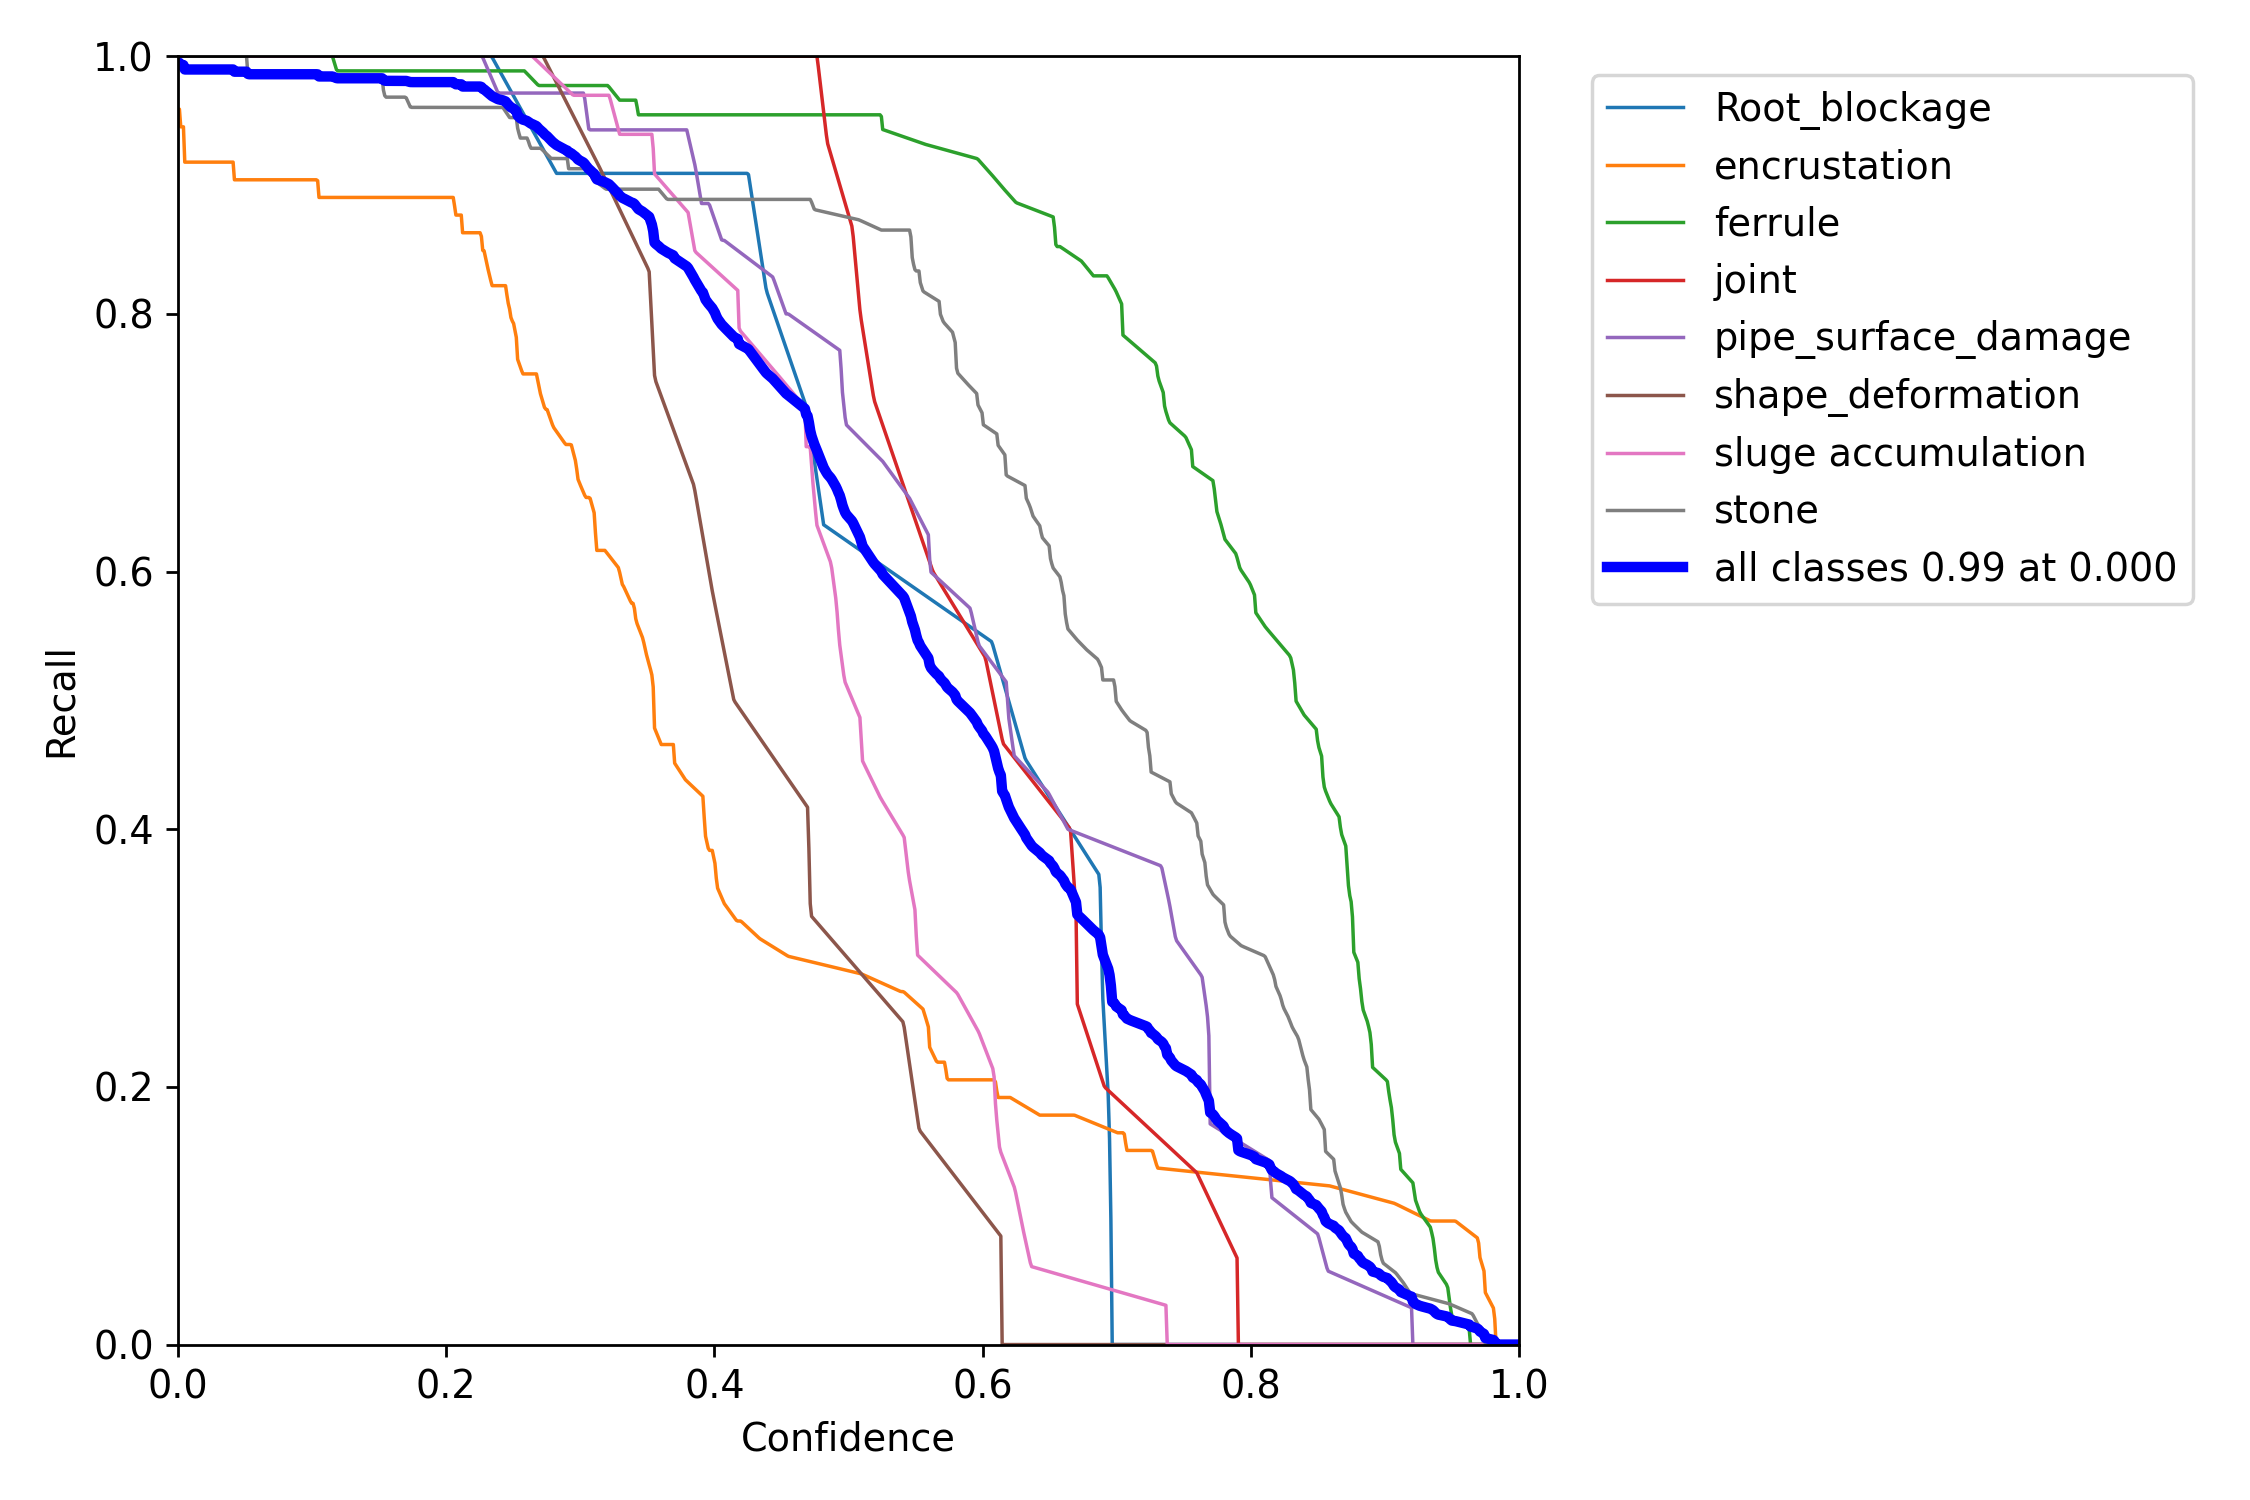 1.0
0.8
0.6
0.4
0.2
0.0
Recall
0.0 0.2 0.4 0.6 0.8 1.0
Confidence
Root_blockage
encrustation
ferrule
joint
pipe_surface_damage
shape_deformation
sluge accumulation
stone
all classes 0.99 at 0.000